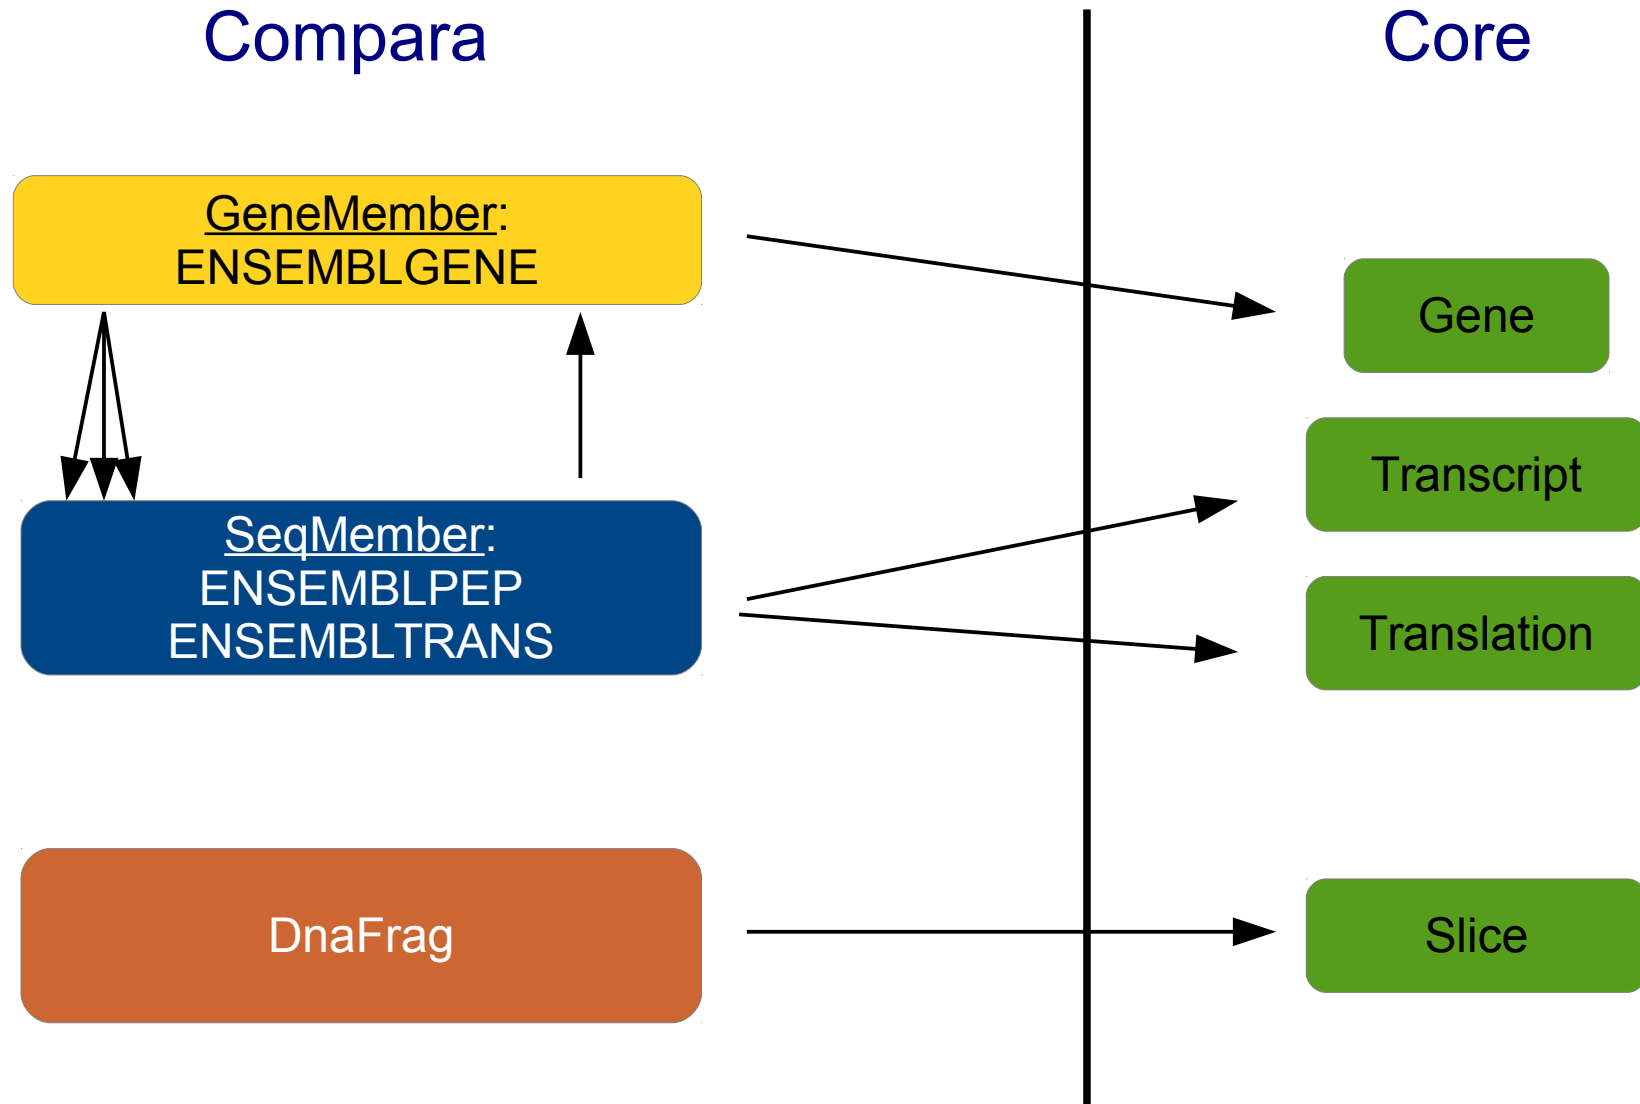 Compara
Core
GeneMember:
ENSEMBLGENE
Gene
Transcript
SeqMember:
ENSEMBLPEP
ENSEMBLTRANS
Translation
DnaFrag
Slice